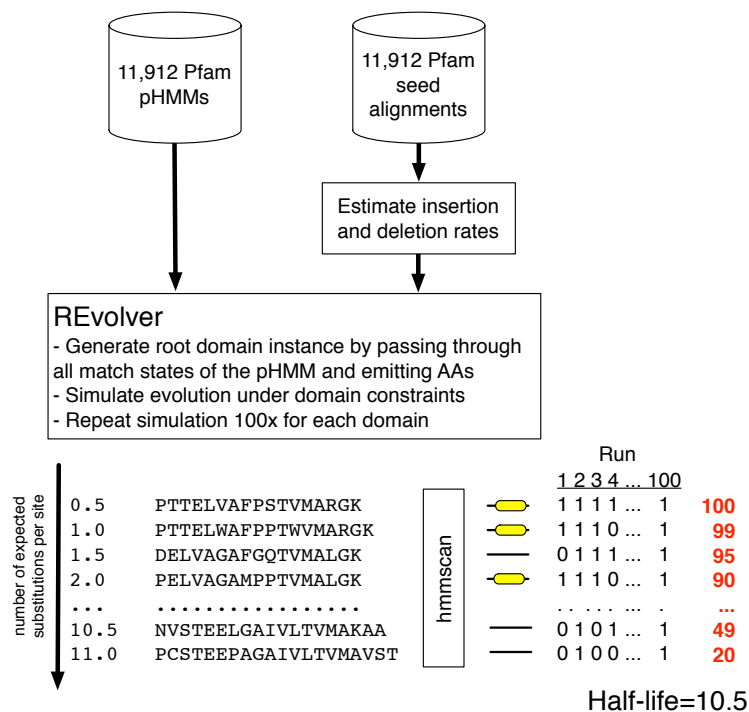 11,912 Pfam
pHMMs
11,912 Pfam
seed
alignments
Estimate insertion
and deletion rates
REvolver
- Generate root domain instance by passing through
all match states of the pHMM and emitting AAs
- Simulate evolution under domain constraints
- Repeat simulation 100x for each domain
Run
1 2 3 4 ... 100
number of expected
substitutions per site
hmmscan
0.5 PTTELVAFPSTVMARGK 1 1 1 1 ... 1 100
1.0 PTTELWAFPPTWVMARGK 1 1 1 0 ... 1 99
1.5 DELVAGAFGQTVMALGK 0 1 1 1 ... 1 95
2.0 PELVAGAMPPTVMALGK 1 1 1 0 ... 1 90
... ................. . . ... ... . ...
10.5 NVSTEELGAIVLTVMAKAA 0 1 0 1 ... 1 49
11.0 PCSTEEPAGAIVLTVMAVST 0 1 0 0 ... 1 20
Half-life=10.5